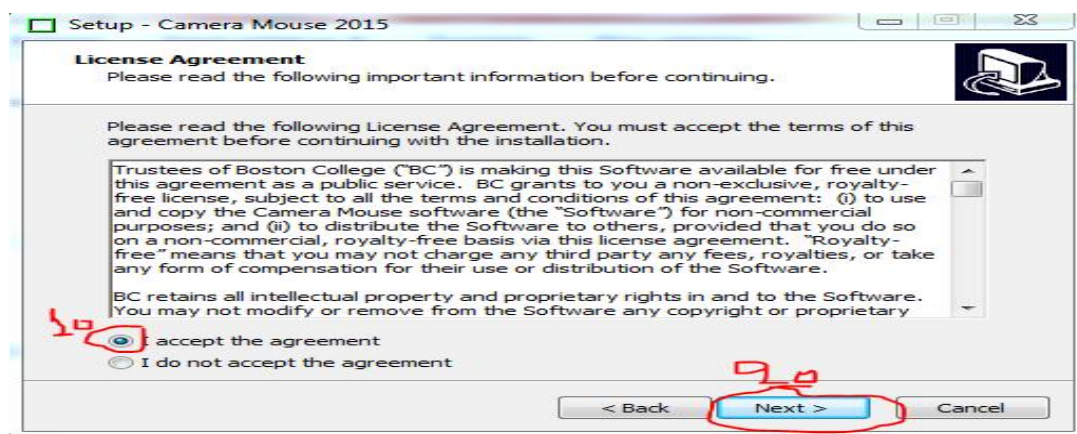 Setup - Camera Mouse 2015
License Agreement
Please read the following important information before continuing.
Please read the following License Agreement. You must accept the terms of this
agreement before continuing with the installation.
Trustees of Boston College ("BC") is making this Software available for free under
this agreement as a public service.  BC grants to you a non-exclusive, royalty-
free license, subject to all the terms and conditions of this agreement:  (i) to use
and copy the Camera Mouse software (the "Software") for non-commercial
purposes; and (ii) to distribute the Software to others, provided that you do so
on a non-commercial, royalty-free basis via this license agreement.  "Royalty-
free" means that you may not charge any third party any fees, royalties, or take
any form of compensation for their use or distribution of the Software.
BC retains all intellectual property and proprietary rights in and to the Software.
You may not modify or remove from the Software any copyright or proprietary
I accept the agreement
I do not accept the agreement
< Back
Next >
Cancel